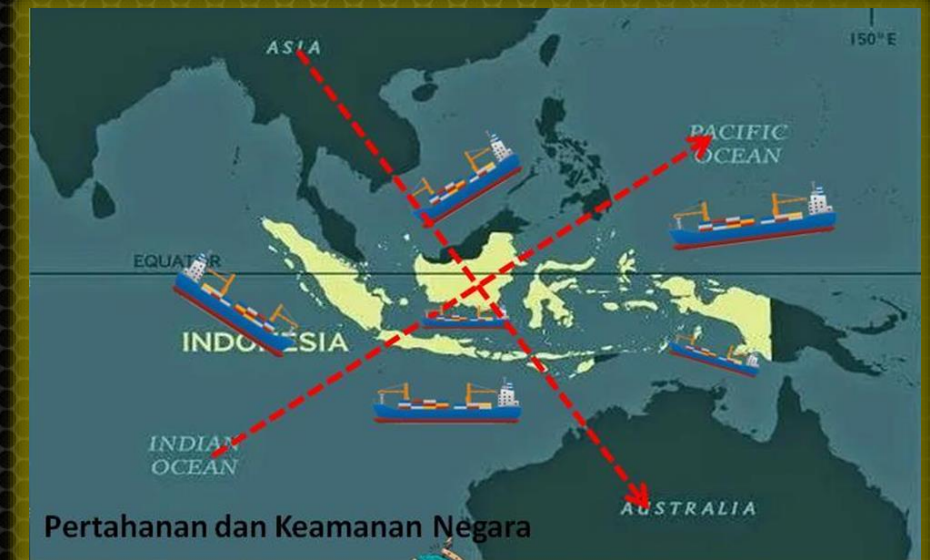 ASIA
150°E
PACIFIC
OCEAN
EQUATOR
INDONESIA
INDIAN
OCEAN
AUSTRALIA
Pertahanan dan Keamanan Negara